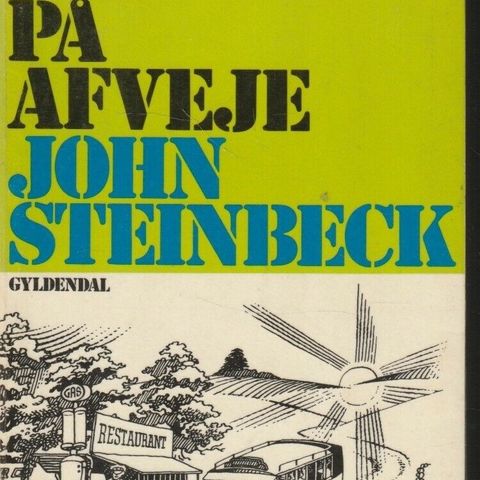 PÅ
AFVEJE
JOHN
STEINBECK
GYLDENDAL
GAS
RESTAURANT